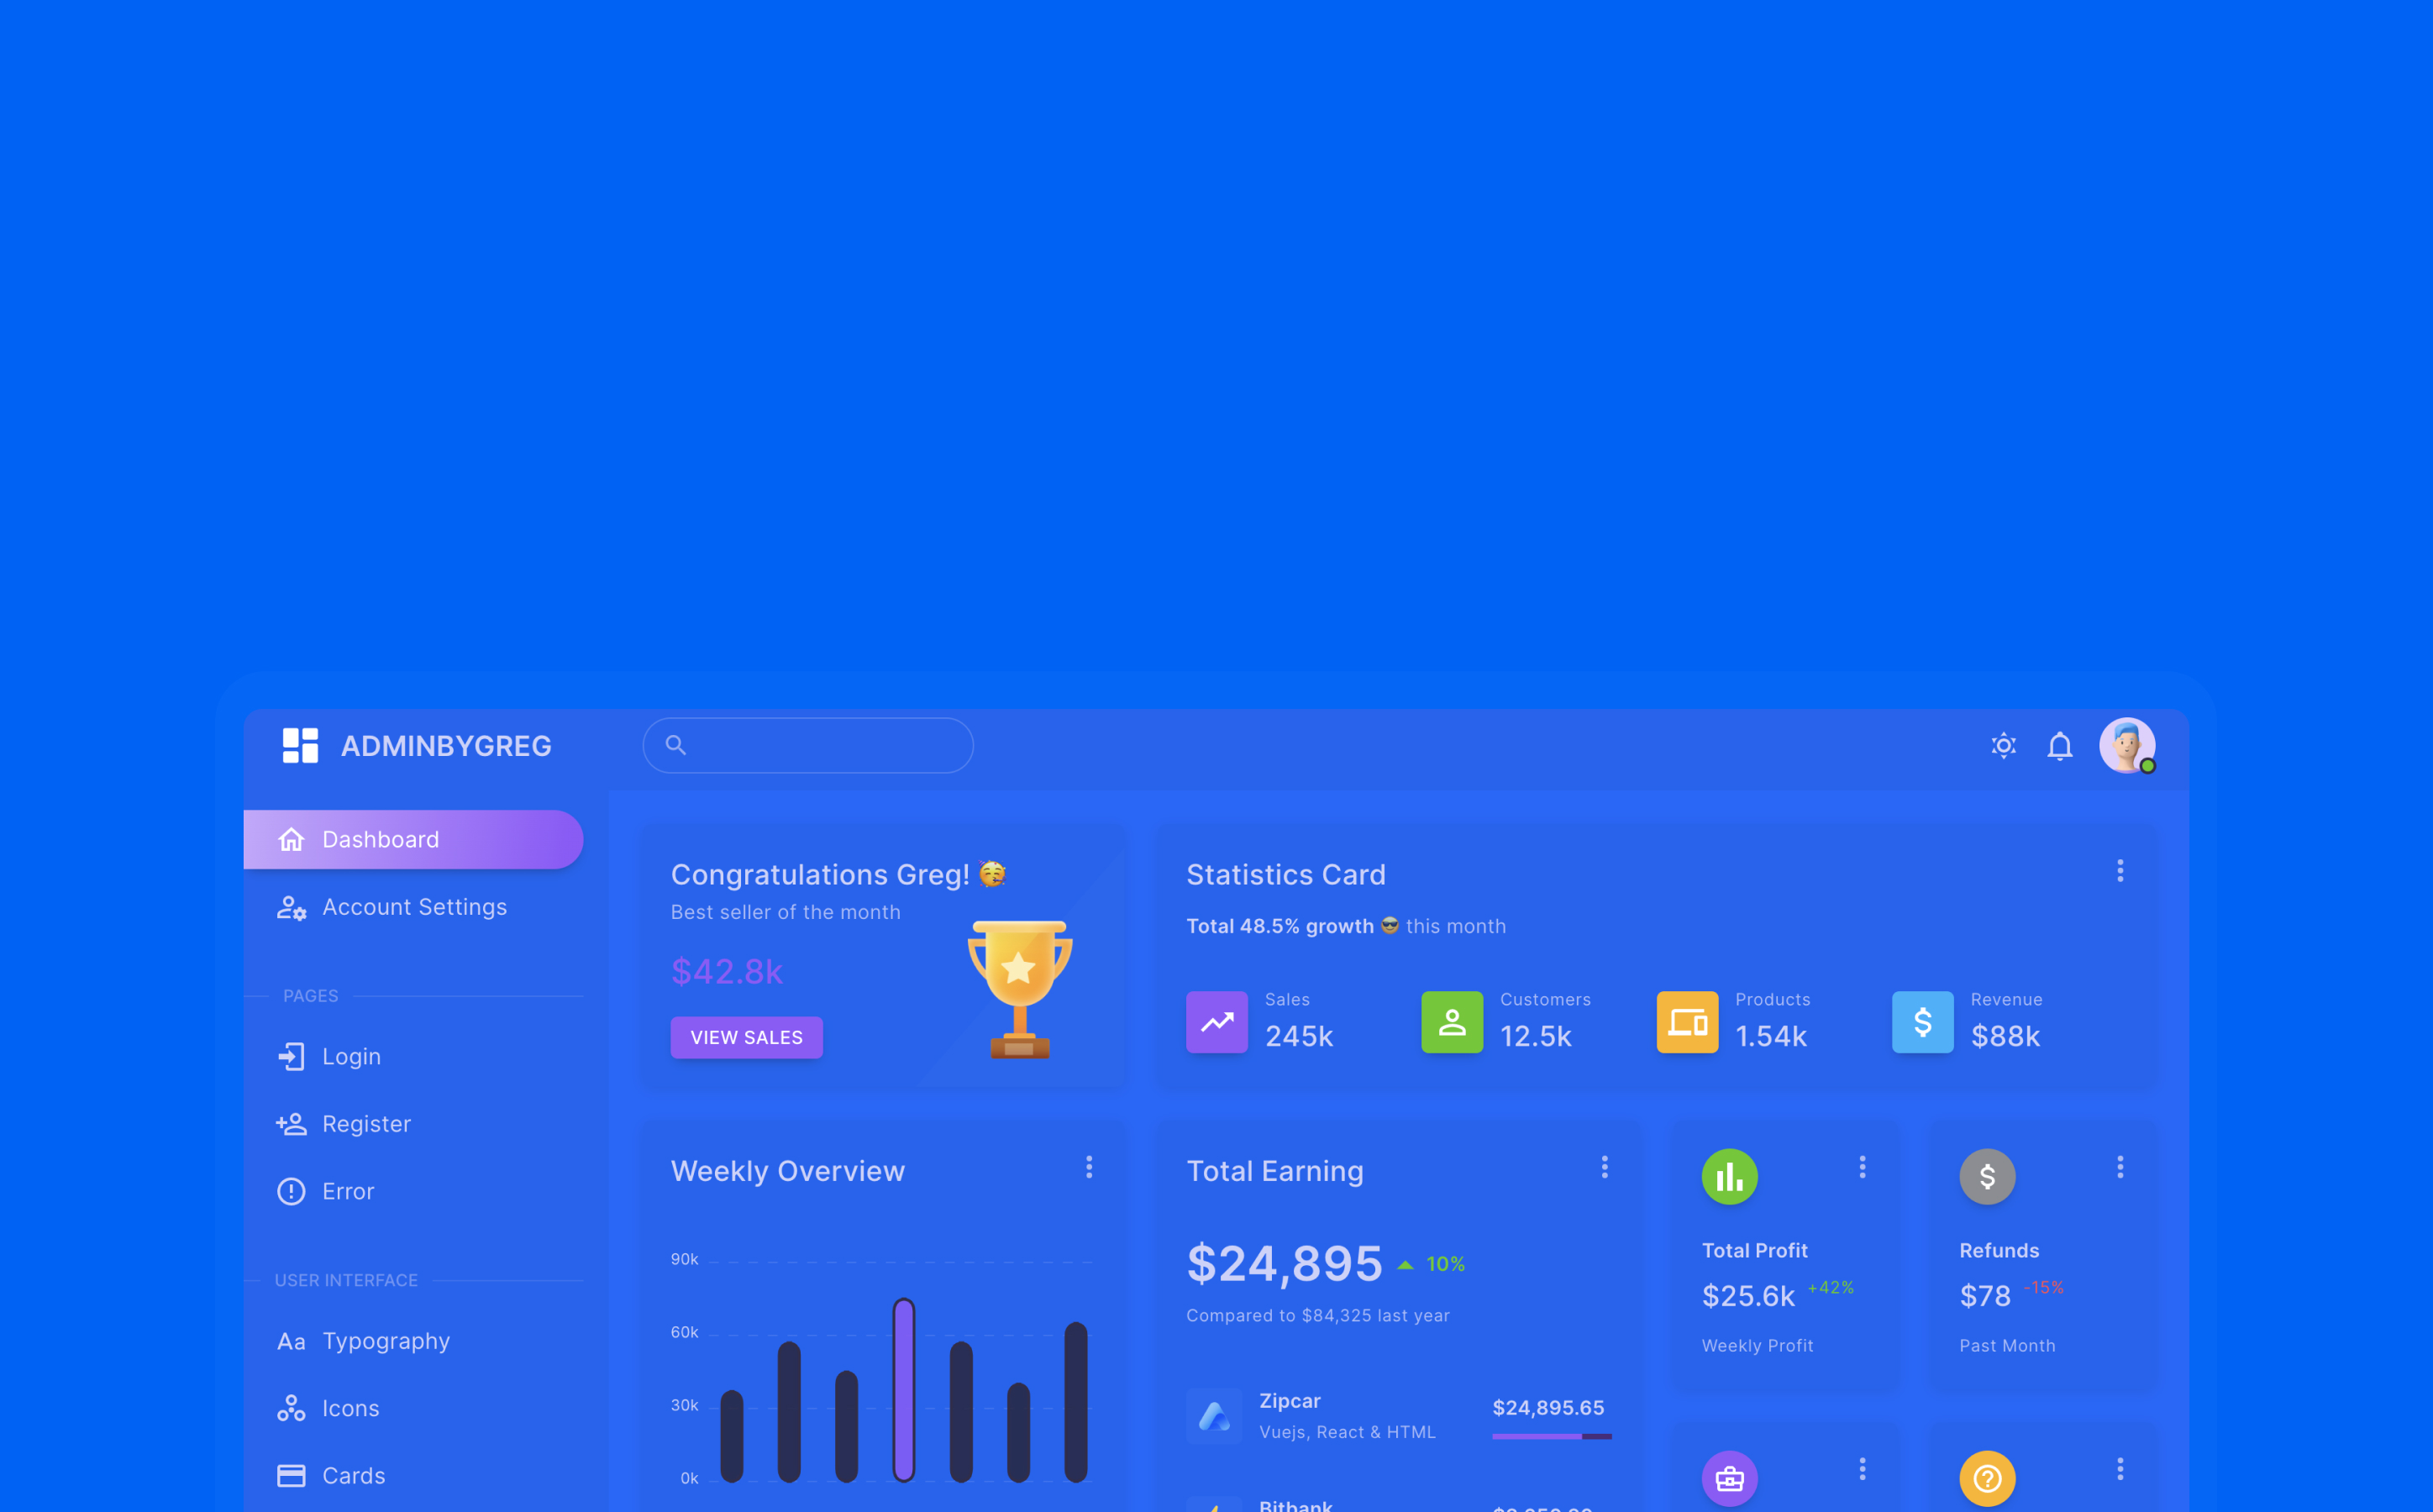 ADMINBYGREG
Dashboard
Account Settings
PAGES
Login
Register
Error
USER INTERFACE
Aa Typography
Icons
Cards
Congratulations Greg! 🥳
Best seller of the month
$42.8k
VIEW SALES
Statistics Card
Total 48.5% growth 😎 this month
Sales
245k
Customers
12.5k
Products
1.54k
Revenue
$88k
Weekly Overview
90k
60k
30k
0k
Total Earning
$24,895 10%
Compared to $84,325 last year
Zipcar
Vuejs, React & HTML
$24,895.65
Bitbank
Total Profit
$25.6k +42%
Weekly Profit
Refunds
$78 -15%
Past Month